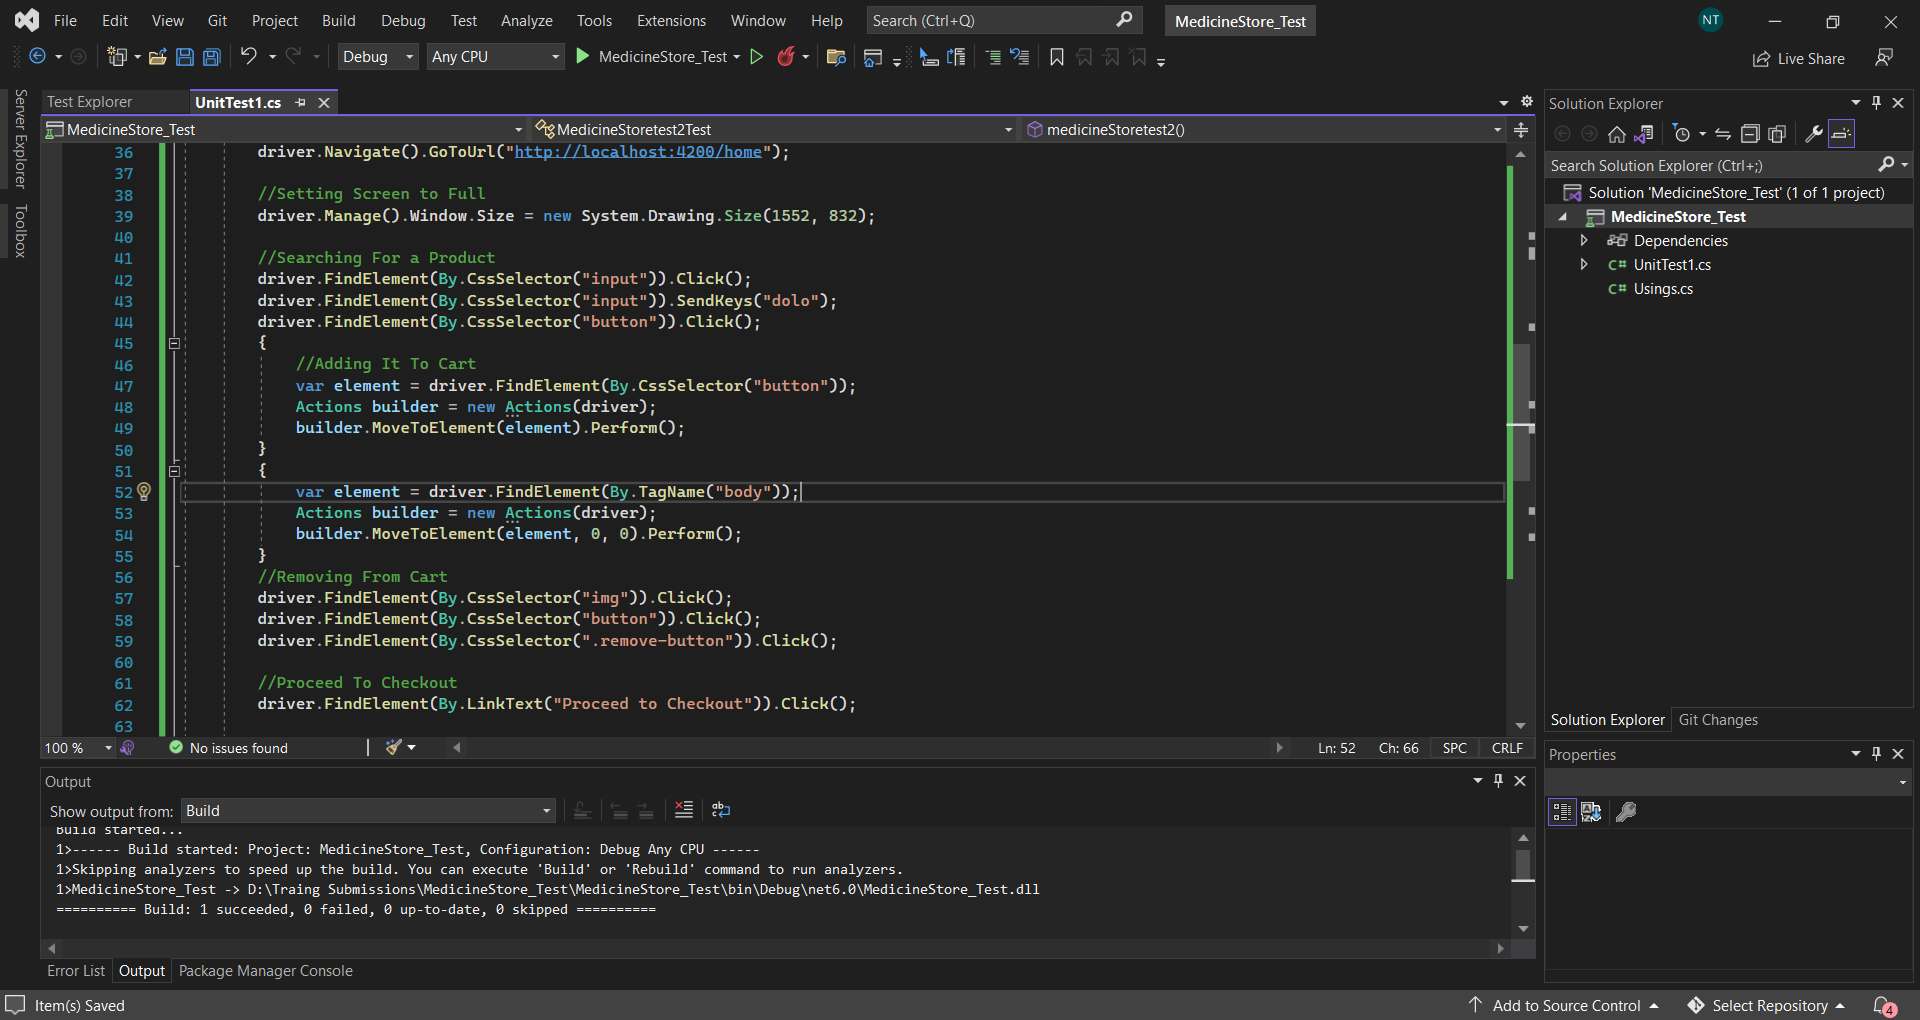 File Edit View Git Project Build Debug Test Analyze Tools Extensions Window Help Search (Ctrl+Q) MedicineStore_Test NT
Debug Any CPU MedicineStore_Test Live Share
Server Explorer
Toolbox
Test Explorer UnitTest1.cs
MedicineStore_Test MedicineStoretest2Test medicineStoretest2()
36 driver.Navigate().GoToUrl("http://localhost:4200/home");
37
38 //Setting Screen to Full
39 driver.Manage().Window.Size = new System.Drawing.Size(1552, 832);
40
41 //Searching For a Product
42 driver.FindElement(By.CssSelector("input")).Click();
43 driver.FindElement(By.CssSelector("input")).SendKeys("dolo");
44 driver.FindElement(By.CssSelector("button")).Click();
45 {
46 //Adding It To Cart
47 var element = driver.FindElement(By.CssSelector("button"));
48 Actions builder = new Actions(driver);
49 builder.MoveToElement(element).Perform();
50 }
51 {
52 var element = driver.FindElement(By.TagName("body"));
53 Actions builder = new Actions(driver);
54 builder.MoveToElement(element, 0, 0).Perform();
55 }
56 //Removing From Cart
57 driver.FindElement(By.CssSelector("img")).Click();
58 driver.FindElement(By.CssSelector("button")).Click();
59 driver.FindElement(By.CssSelector(".remove-button")).Click();
60
61 //Proceed To Checkout
62 driver.FindElement(By.LinkText("Proceed to Checkout")).Click();
63
100 % No issues found Ln: 52 Ch: 66 SPC CRLF
Output
Show output from: Build
Build started...
1>------ Build started: Project: MedicineStore_Test, Configuration: Debug Any CPU ------
1>Skipping analyzers to speed up the build. You can execute 'Build' or 'Rebuild' command to run analyzers.
1>MedicineStore_Test -> D:\Traing Submissions\MedicineStore_Test\MedicineStore_Test\bin\Debug\net6.0\MedicineStore_Test.dll
========== Build: 1 succeeded, 0 failed, 0 up-to-date, 0 skipped ==========
Error List Output Package Manager Console
Solution Explorer
Search Solution Explorer (Ctrl+;)
Solution 'MedicineStore_Test' (1 of 1 project)
MedicineStore_Test
Dependencies
C# UnitTest1.cs
C# Usings.cs
Solution Explorer Git Changes
Properties
Item(s) Saved Add to Source Control Select Repository 4